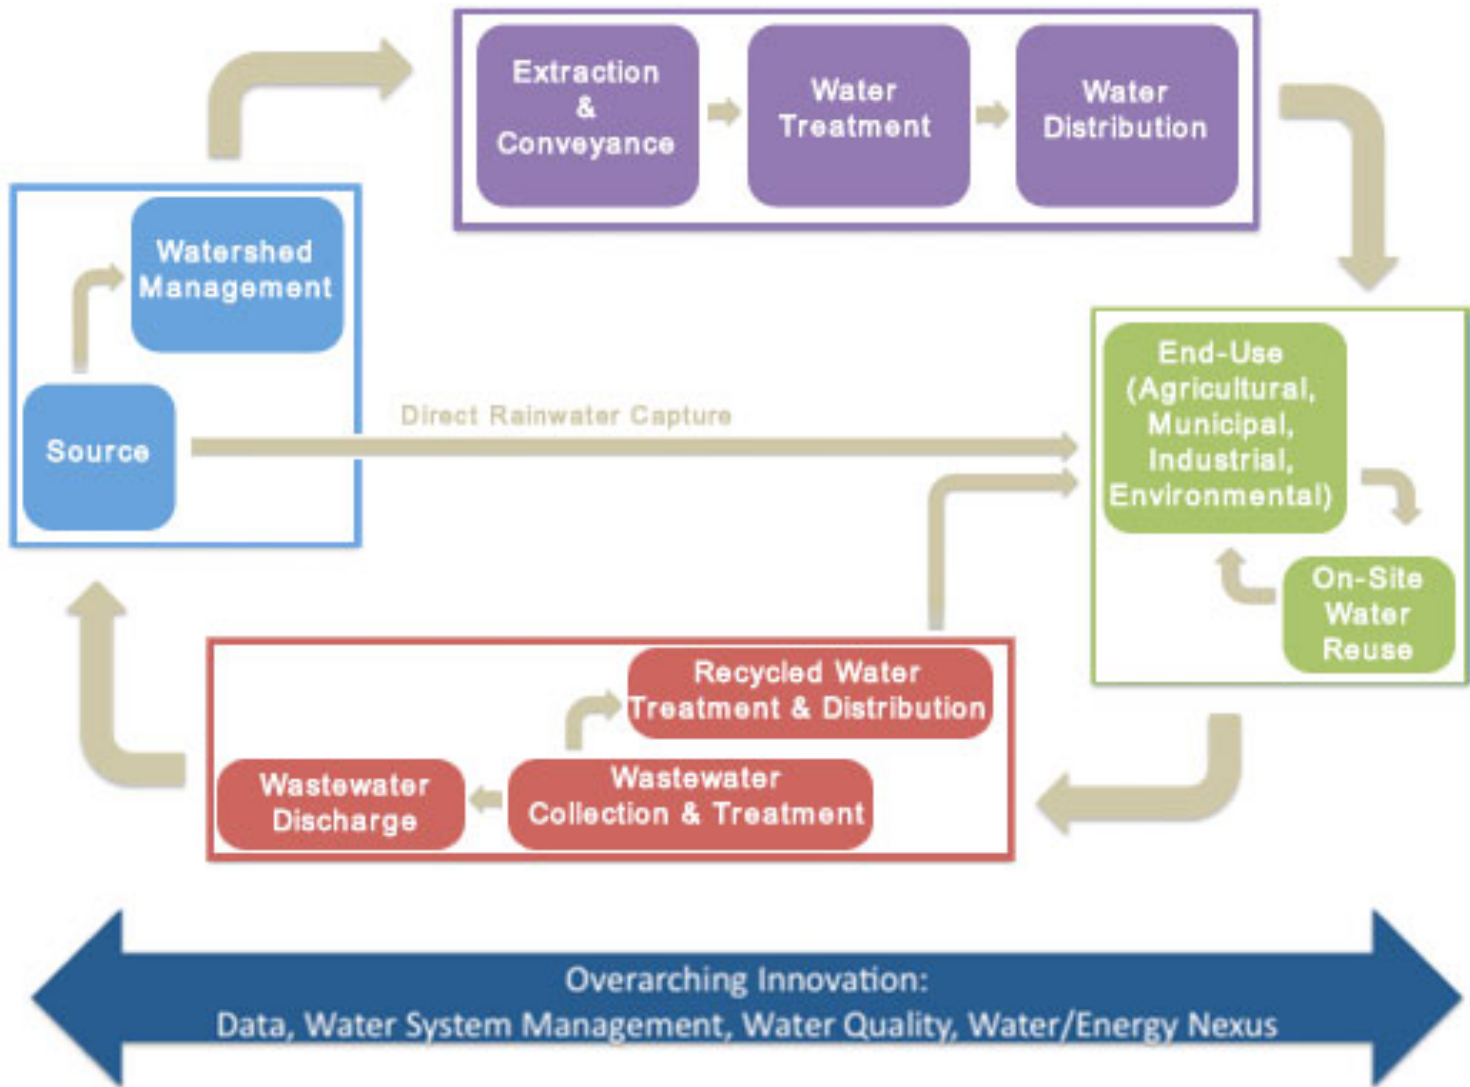 Extraction
&
Conveyance
Water
Treatment
Water
Distribution
Watershed
Management
Source
Direct Rainwater Capture
End-Use
(Agricultural,
Municipal,
Industrial,
Environmental)
On-Site
Water
Reuse
Recycled Water
Treatment & Distribution
Wastewater
Collection & Treatment
Wastewater
Discharge
Overarching Innovation:
Data, Water System Management, Water Quality, Water/Energy Nexus